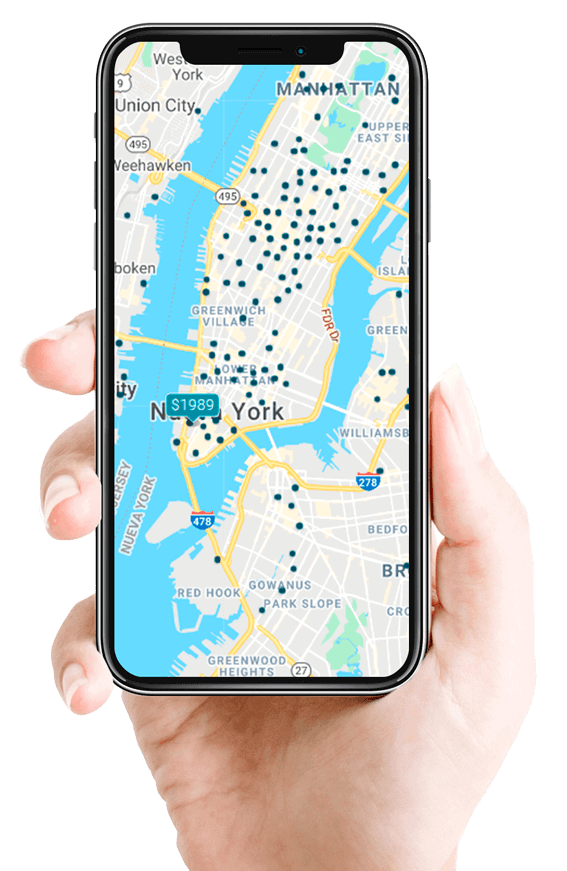 West
York
MANHATTAN
9
Union City
UPPER
EAST SI
495
Weehawken
495
boken
ISLA
GREENWICH
VILLAGE
FDR Dr
GREEN
LOWER
MANHATTAN
ity
$1989
York
WILLIAMSB
278
ERSEY
NUEVA YORK
478
BEDFO
BR
GOWANUS
RED HOOK
PARK SLOPE
CRO
GREENWOOD
HEIGHTS
27